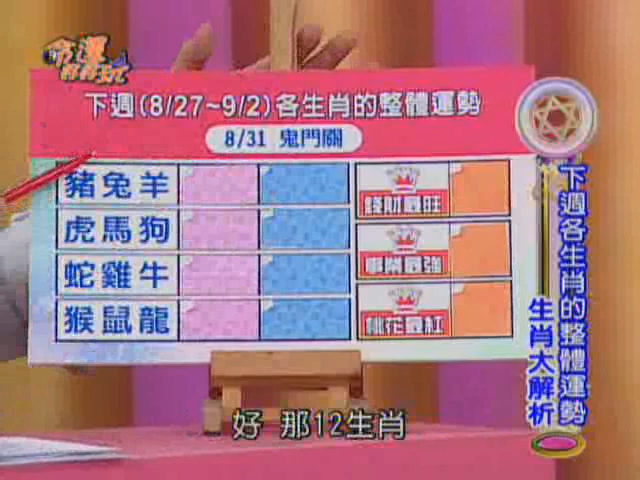 命運好好玩
下週(8/27~9/2)各生肖的整體運勢
8/31 鬼門關
豬兔羊
虎馬狗
蛇雞牛
猴鼠龍
錢財最旺
事業最強
桃花最紅
下週各生肖的整體運勢
生肖大解析
好 那12生肖